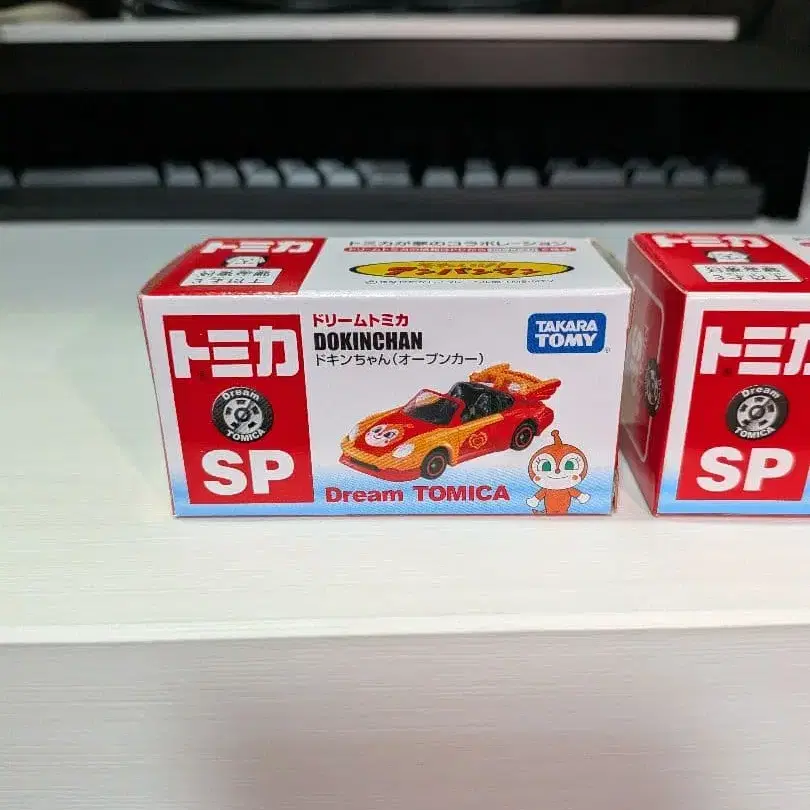 トミカ
トミカが夢のコラボレーション
アンパンマン
トミカ
Dream
TOMICA
SP
ドリームトミカ
DOKINCHAN
ドキンちゃん(オープンカー)
TAKARA
TOMY
Dream TOMICA
トミカ
トミカ
Dream
TOMICA
SP